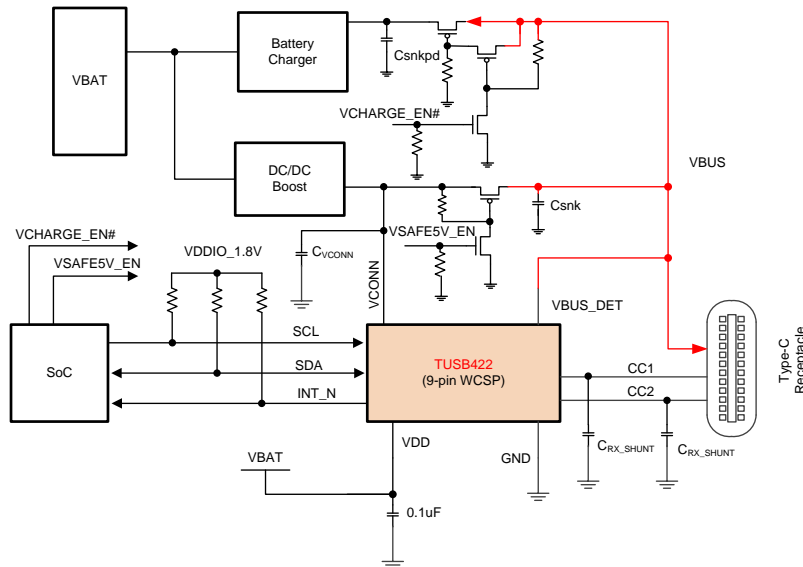 Battery
Charger
Csnkpd
VBAT
VCHARGE_EN#
DC/DC
Boost
VBUS
Csnk
VSAFE5V_EN
VCHARGE_EN#
VDDIO_1.8V
VSAFE5V_EN
CVCONN
VCONN
VBUS_DET
SoC
SCL
SDA
INT_N
TUSB422
(9-pin WCSP)
CC1
CC2
Type-C
Receptacle
VDD
GND
CRX_SHUNT
CRX_SHUNT
VBAT
0.1uF